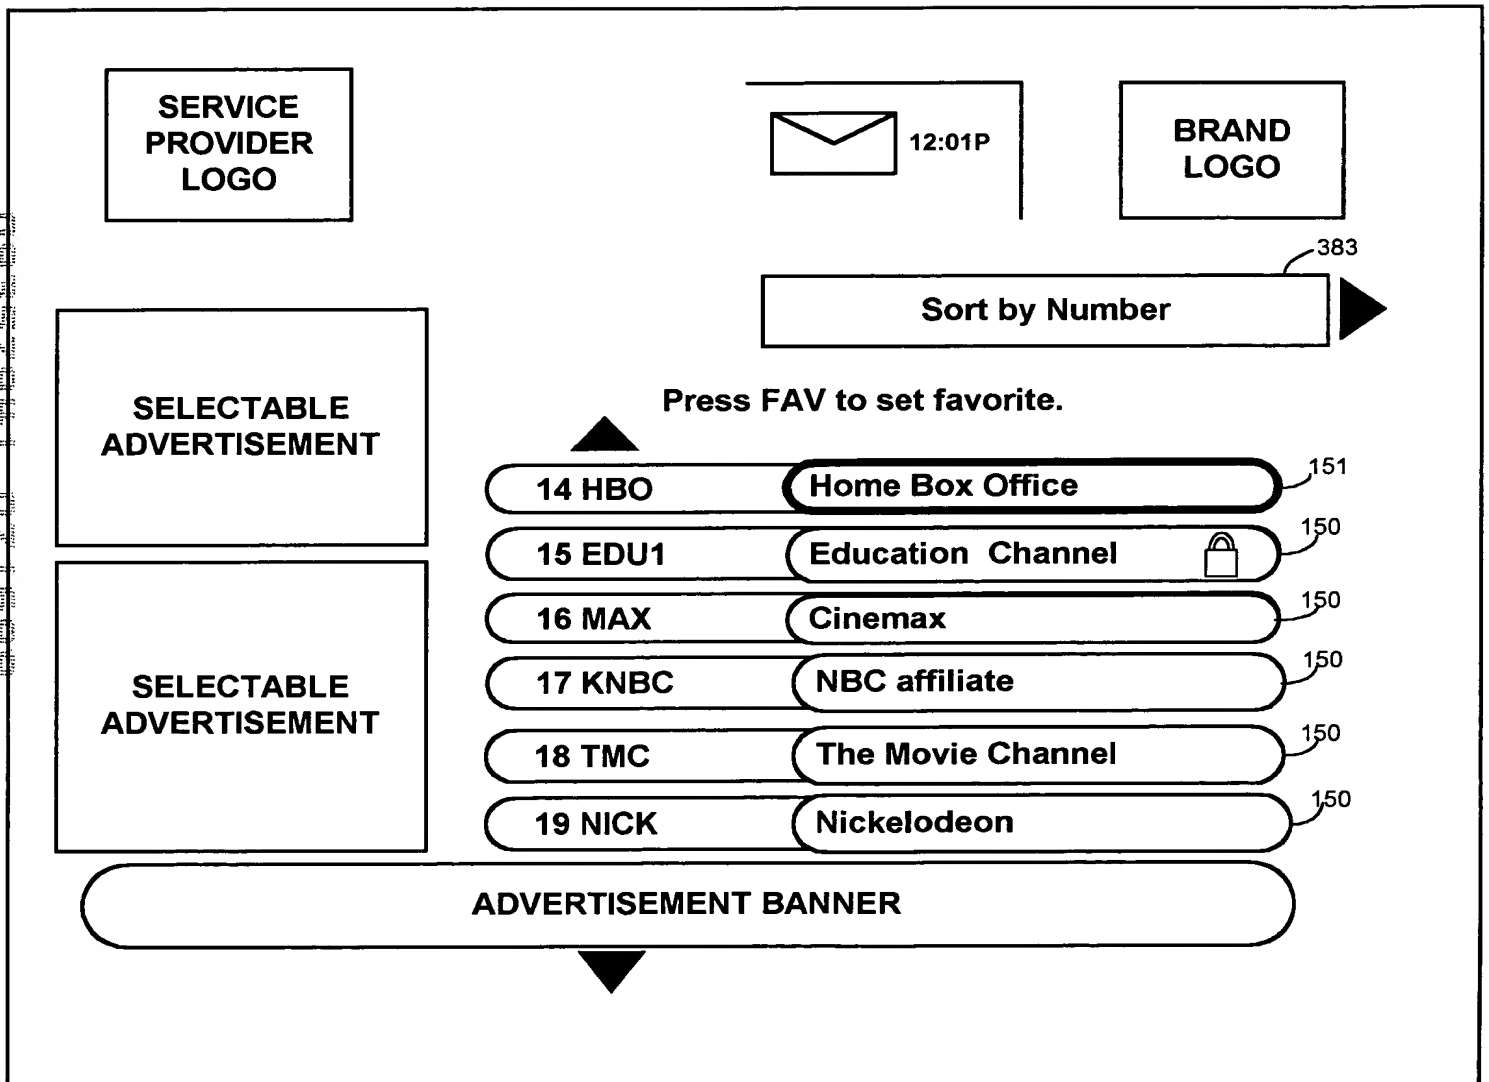 SERVICE
PROVIDER
LOGO
12:01P
BRAND
LOGO
383
Sort by Number
Press FAV to set favorite.
SELECTABLE
ADVERTISEMENT
14 HBO Home Box Office 151
15 EDU1 Education Channel 150
16 MAX Cinemax 150
17 KNBC NBC affiliate 150
SELECTABLE
ADVERTISEMENT
18 TMC The Movie Channel 150
19 NICK Nickelodeon 150
ADVERTISEMENT BANNER